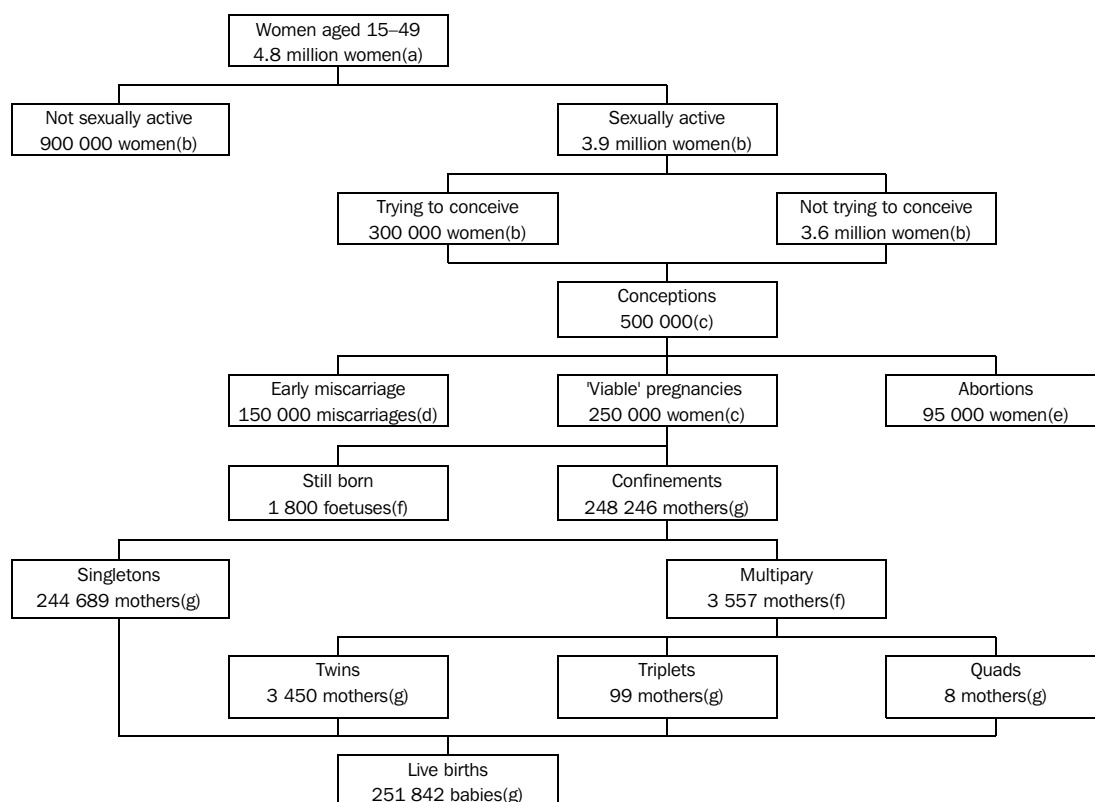 Women aged 15–49
4.8 million women(a)
Not sexually active
900 000 women(b)
Sexually active
3.9 million women(b)
Trying to conceive
300 000 women(b)
Not trying to conceive
3.6 million women(b)
Conceptions
500 000(c)
Early miscarriage
150 000 miscarriages(d)
'Viable' pregnancies
250 000 women(c)
Abortions
95 000 women(e)
Still born
1 800 foetuses(f)
Confinements
248 246 mothers(g)
Singletons
244 689 mothers(g)
Multipary
3 557 mothers(f)
Twins
3 450 mothers(g)
Triplets
99 mothers(g)
Quads
8 mothers(g)
Live births
251 842 babies(g)